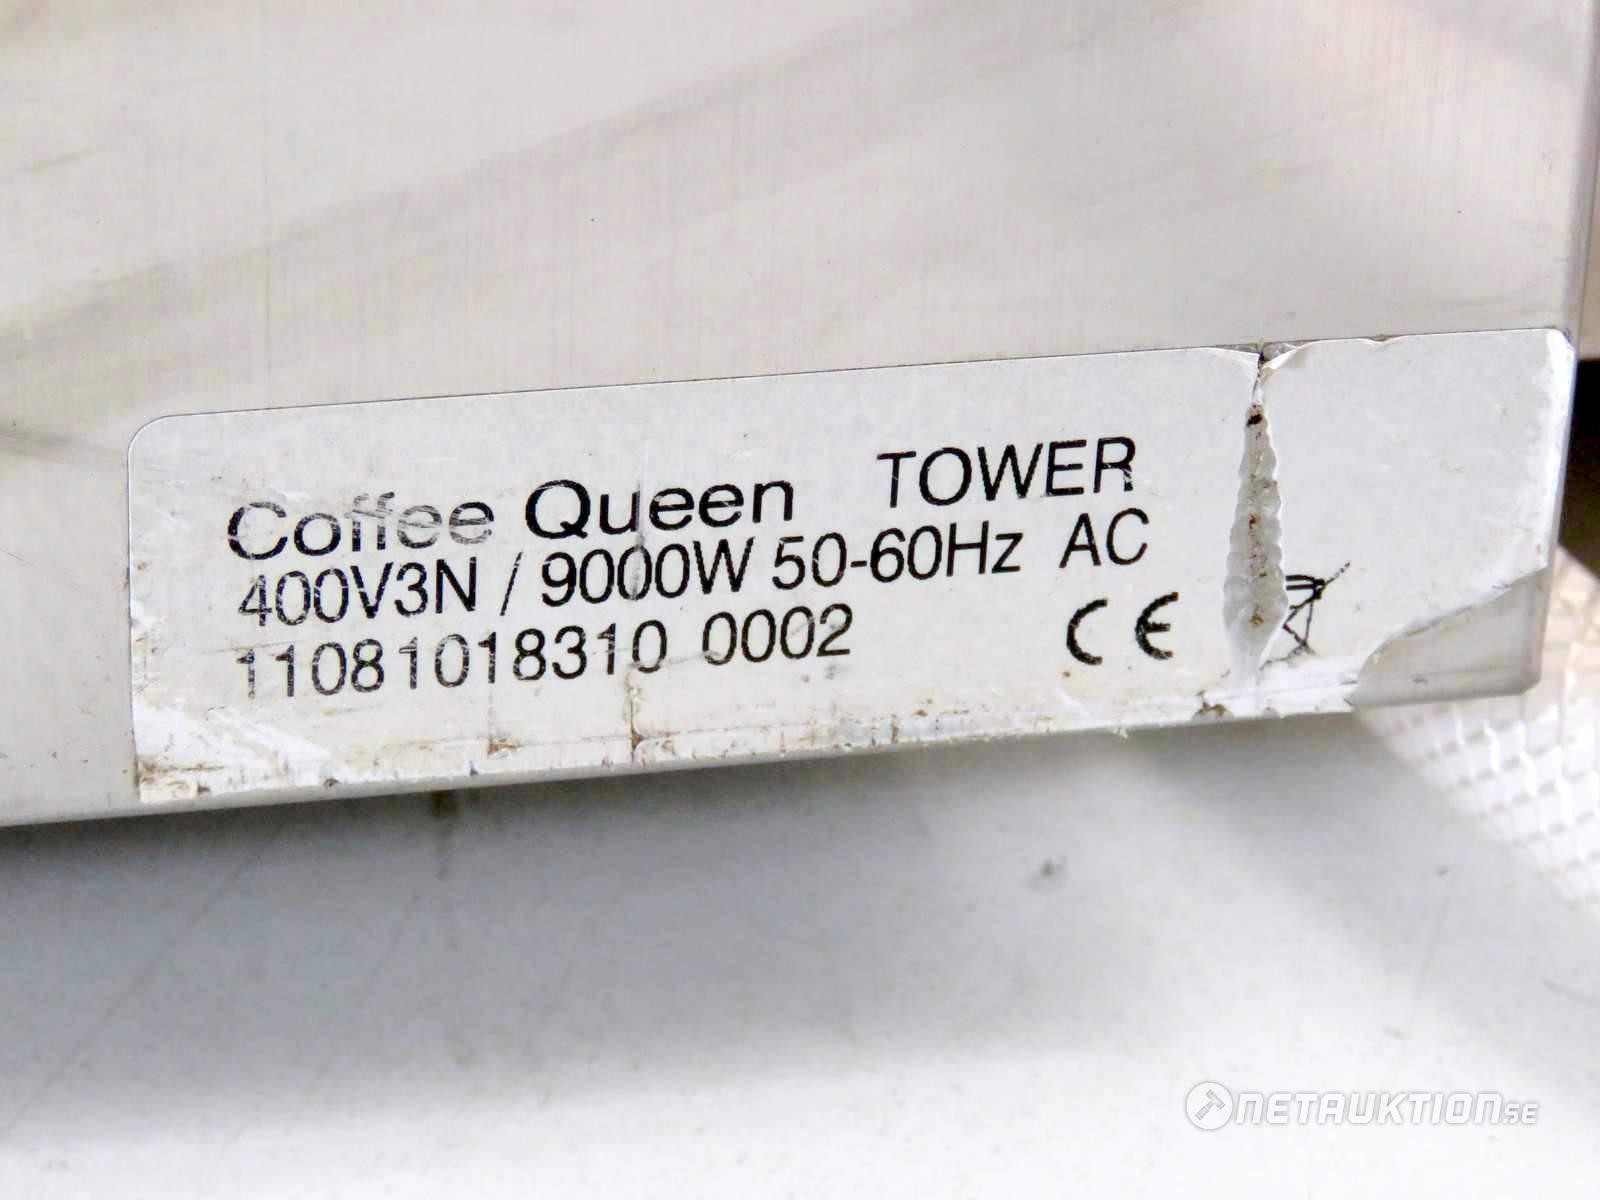 Coffee Queen TOWER
400V3N / 9000W 50-60Hz AC
11081018310 0002 CE
NETAUKTION.SE